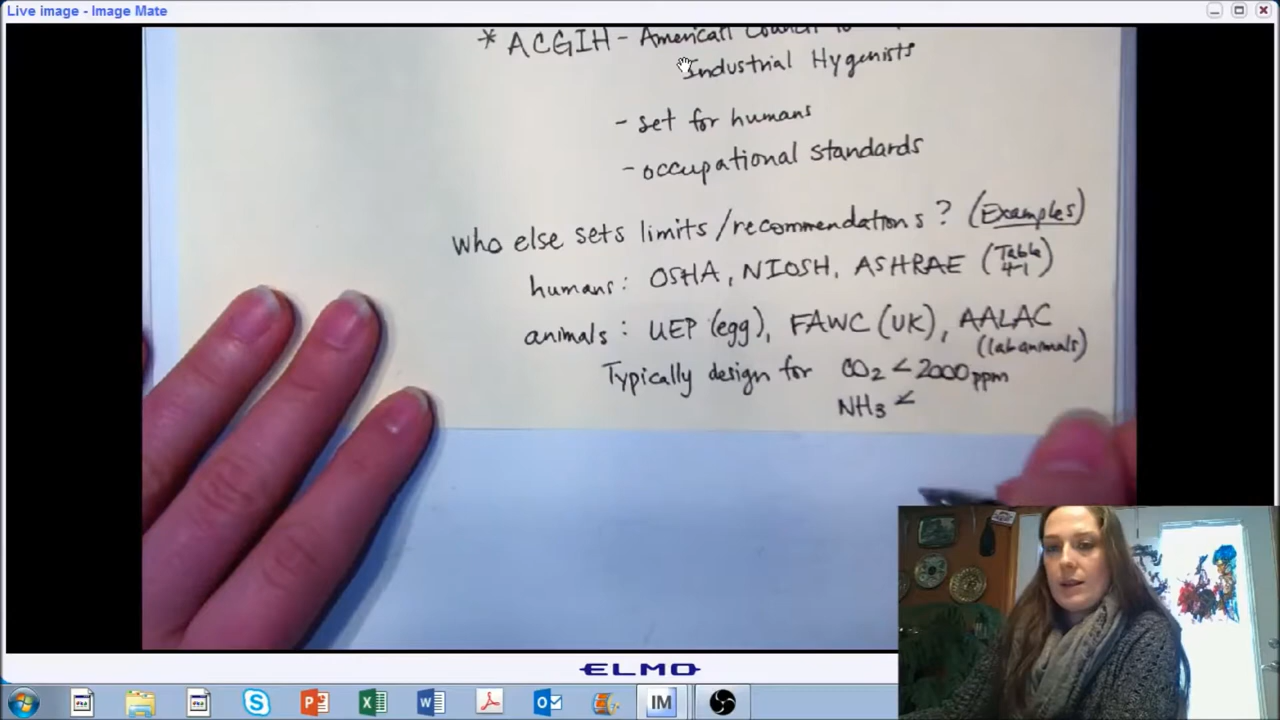 Live image - Image Mate
* ACGIH - American Council
Industrial Hygenists
- set for humans
- occupational standards
Who else sets limits/recommendations? (Examples)
humans: OSHA, NIOSH, ASHRAE (Table 4-1)
animals: UEP (egg), FAWC (UK), AALAC
(lab animals)
Typically design for CO2 < 2000 ppm
NH3 <
ELMO
IM